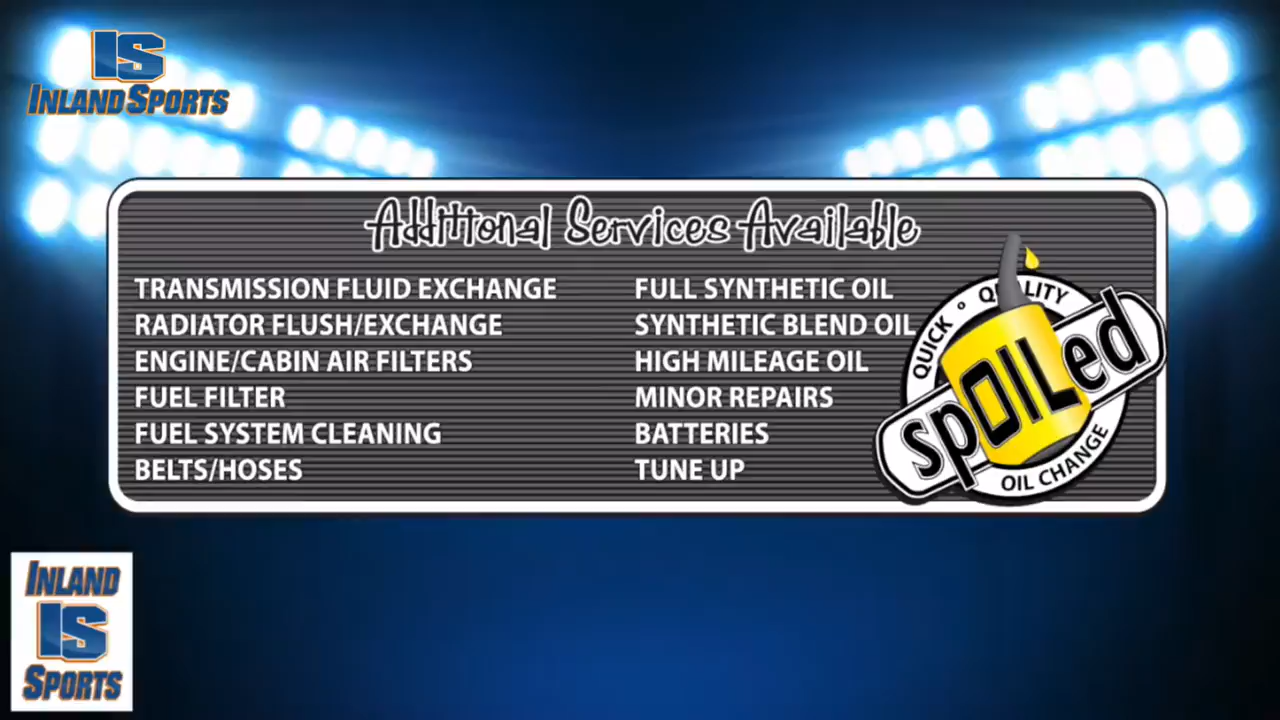 IS
INLAND SPORTS
Additional Services Available
TRANSMISSION FLUID EXCHANGE
RADIATOR FLUSH/EXCHANGE
ENGINE/CABIN AIR FILTERS
FUEL FILTER
FUEL SYSTEM CLEANING
BELTS/HOSES
FULL SYNTHETIC OIL
SYNTHETIC BLEND OIL
HIGH MILEAGE OIL
MINOR REPAIRS
BATTERIES
TUNE UP
QUICK QUALITY
spOILed
OIL CHANGE
INLAND
IS
SPORTS